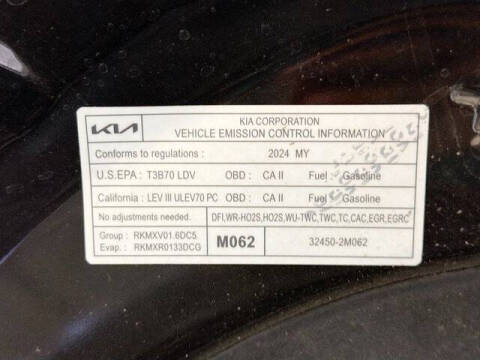 KIA
KIA CORPORATION
VEHICLE EMISSION CONTROL INFORMATION
Conforms to regulations: 2024 MY
U.S.EPA : T3B70 LDV OBD : CA II Fuel : Gasoline
California : LEV III ULEV70 PC OBD : CA II Fuel : Gasoline
No adjustments needed. DFI,WR-HO2S,HO2S,WU-TWC,TWC,TC,CAC,EGR,EGRC
Group : RKMXV01.6DC5
Evap. : RKMXR0133DCG
M062
32450-2M062